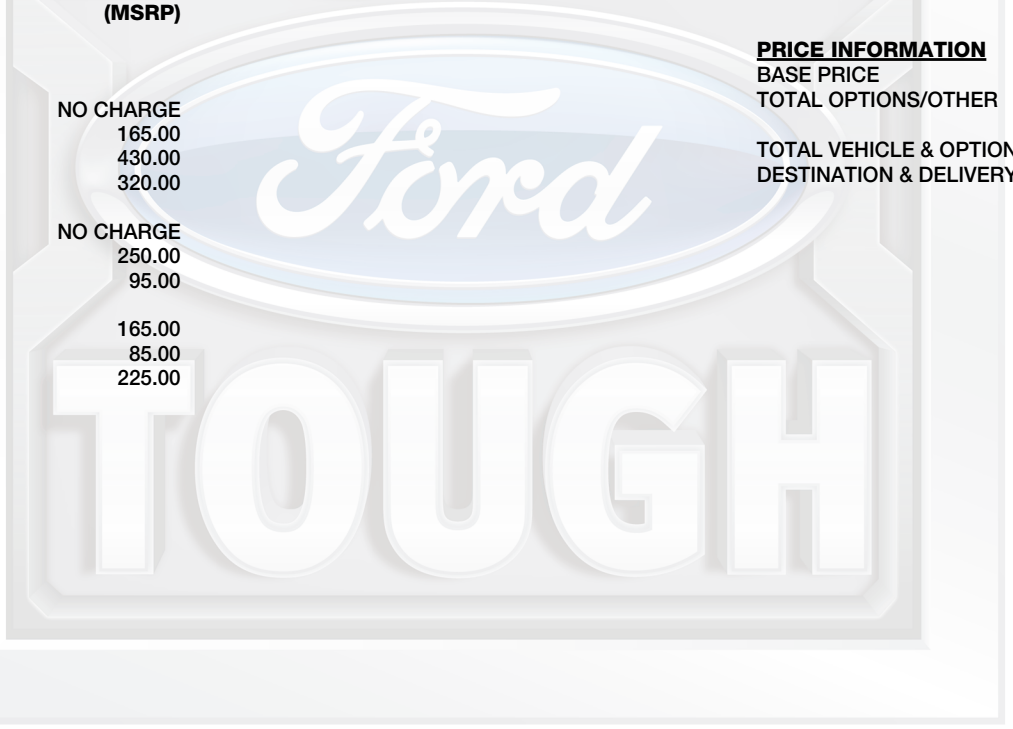 (MSRP)
NO CHARGE
165.00
430.00
320.00
NO CHARGE
250.00
95.00
165.00
85.00
225.00
PRICE INFORMATION
BASE PRICE
TOTAL OPTIONS/OTHER
TOTAL VEHICLE & OPTION
DESTINATION & DELIVERY
Ford
TOUGH